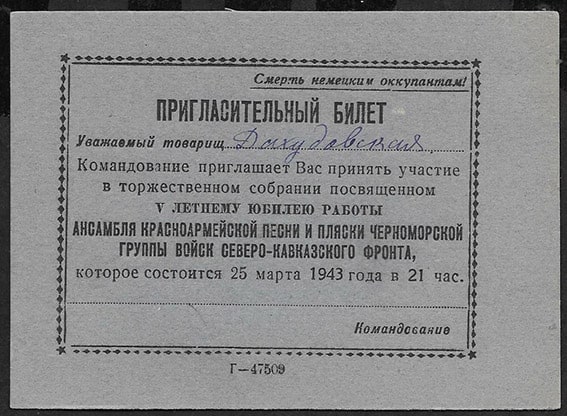 Смерть немецким оккупантам!
ПРИГЛАСИТЕЛЬНЫЙ БИЛЕТ
Уважаемый товарищ Дахудовская
Командование приглашает Вас принять участие
в торжественном собрании посвященном
V ЛЕТНЕМУ ЮБИЛЕЮ РАБОТЫ
АНСАМБЛЯ КРАСНОАРМЕЙСКОЙ ПЕСНИ И ПЛЯСКИ ЧЕРНОМОРСКОЙ
ГРУППЫ ВОЙСК СЕВЕРО-КАВКАЗСКОГО ФРОНТА,
которое состоится 25 марта 1943 года в 21 час.
Командование
Г—47509